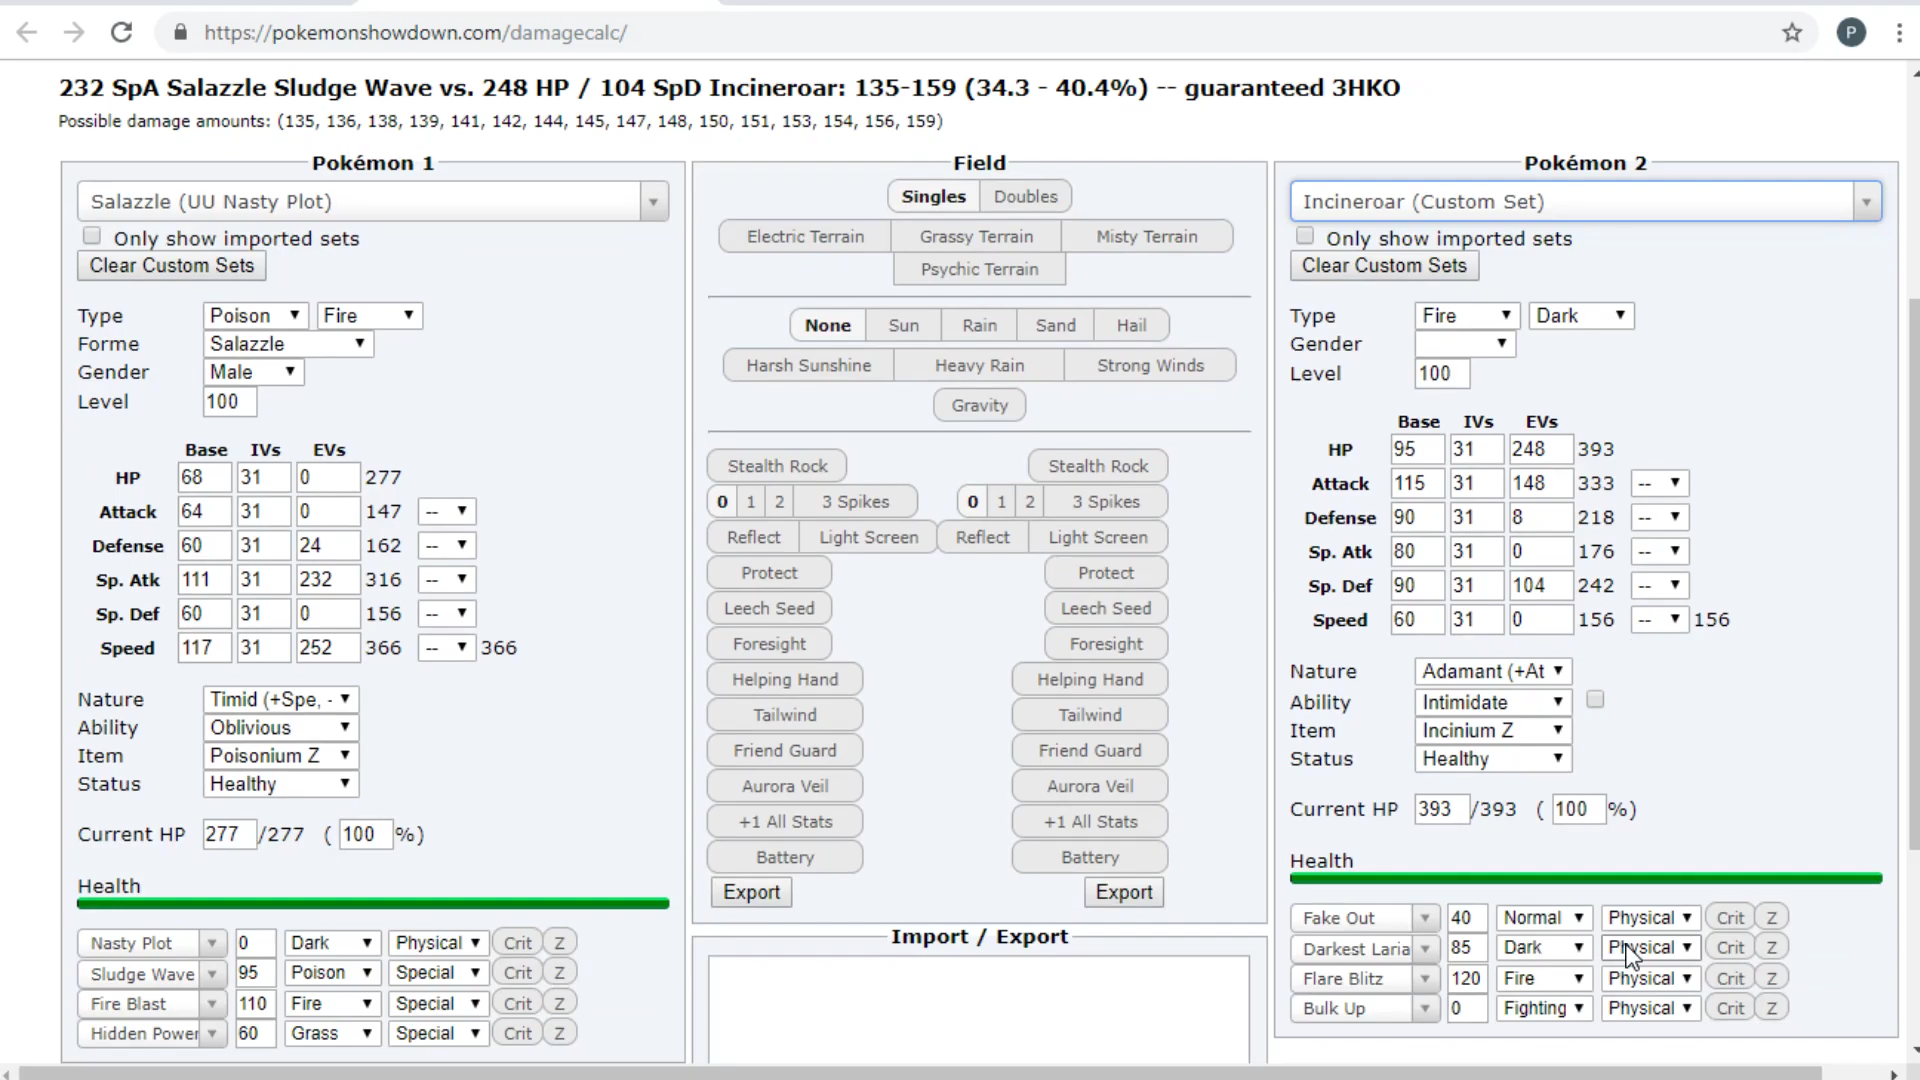 https://pokemonshowdown.com/damagecalc/
P
232 SpA Salazzle Sludge Wave vs. 248 HP / 104 SpD Incineroar: 135-159 (34.3 - 40.4%) -- guaranteed 3HKO
Possible damage amounts: (135, 136, 138, 139, 141, 142, 144, 145, 147, 148, 150, 151, 153, 154, 156, 159)
Pokémon 1
Salazzle (UU Nasty Plot)
Only show imported sets
Clear Custom Sets
Type Poison Fire
Forme Salazzle
Gender Male
Level 100
Base IVs EVs
HP 68 31 0 277
Attack 64 31 0 147 --
Defense 60 31 24 162 --
Sp. Atk 111 31 232 316 --
Sp. Def 60 31 0 156 --
Speed 117 31 252 366 -- 366
Nature Timid (+Spe, -
Ability Oblivious
Item Poisonium Z
Status Healthy
Current HP 277 /277 ( 100 %)
Health
Nasty Plot 0 Dark Physical Crit Z
Sludge Wave 95 Poison Special Crit Z
Fire Blast 110 Fire Special Crit Z
Hidden Power 60 Grass Special Crit Z
Field
Singles Doubles
Electric Terrain Grassy Terrain Misty Terrain
Psychic Terrain
None Sun Rain Sand Hail
Harsh Sunshine Heavy Rain Strong Winds
Gravity
Stealth Rock Stealth Rock
0 1 2 3 Spikes 0 1 2 3 Spikes
Reflect Light Screen Reflect Light Screen
Protect Protect
Leech Seed Leech Seed
Foresight Foresight
Helping Hand Helping Hand
Tailwind Tailwind
Friend Guard Friend Guard
Aurora Veil Aurora Veil
+1 All Stats +1 All Stats
Battery Battery
Export Export
Import / Export
Pokémon 2
Incineroar (Custom Set)
Only show imported sets
Clear Custom Sets
Type Fire Dark
Gender
Level 100
Base IVs EVs
HP 95 31 248 393
Attack 115 31 148 333 --
Defense 90 31 8 218 --
Sp. Atk 80 31 0 176 --
Sp. Def 90 31 104 242 --
Speed 60 31 0 156 -- 156
Nature Adamant (+At
Ability Intimidate
Item Incinium Z
Status Healthy
Current HP 393 /393 ( 100 %)
Health
Fake Out 40 Normal Physical Crit Z
Darkest Laria 85 Dark Physical Crit Z
Flare Blitz 120 Fire Physical Crit Z
Bulk Up 0 Fighting Physical Crit Z